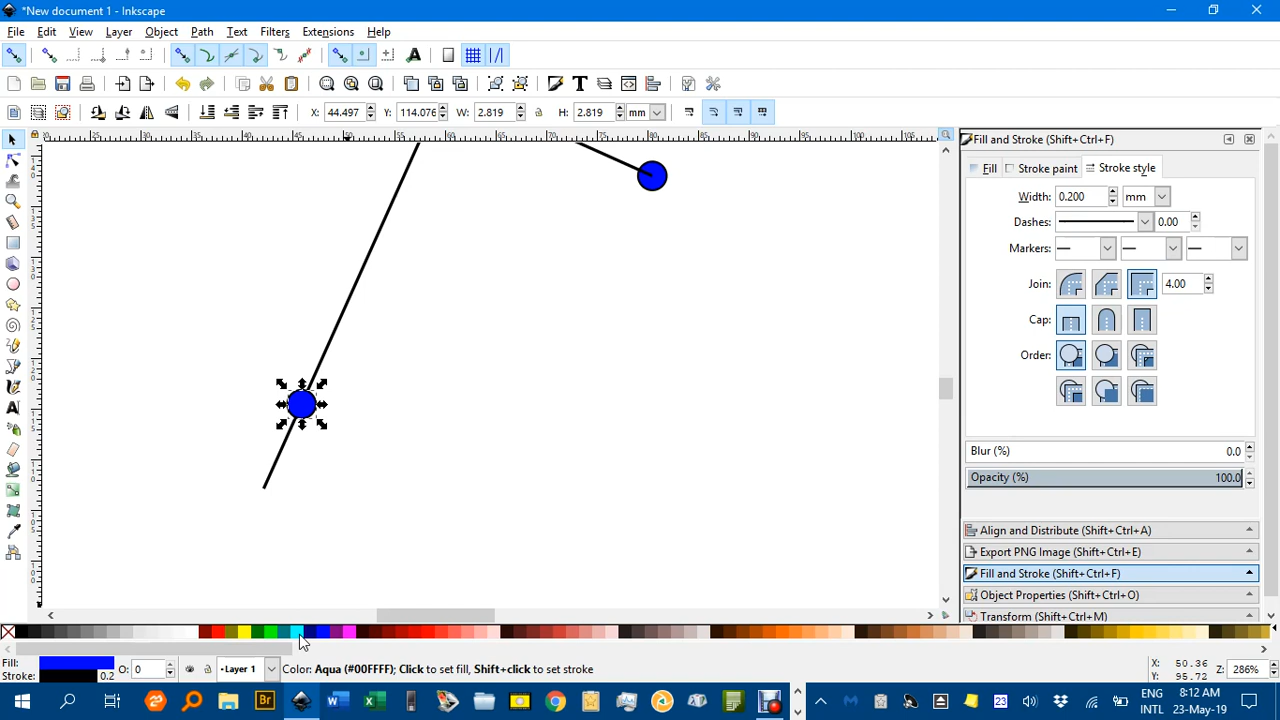 *New document 1 - Inkscape
File Edit View Layer Object Path Text Filters Extensions Help
X: 44.497 Y: 114.076 W: 2.819 H: 2.819 mm
Fill and Stroke (Shift+Ctrl+F)
Fill Stroke paint Stroke style
Width: 0.200 mm
Dashes: 0.00
Markers:
Join: 4.00
Cap:
Order:
Blur (%) 0.0
Opacity (%) 100.0
Align and Distribute (Shift+Ctrl+A)
Export PNG Image (Shift+Ctrl+E)
Fill and Stroke (Shift+Ctrl+F)
Object Properties (Shift+Ctrl+O)
Transform (Shift+Ctrl+M)
Fill: O: 0 Layer 1 Color: Aqua (#00FFFF); Click to set fill, Shift+click to set stroke X: 50.36 Z: 286%
Stroke: 0.2 Y: 95.72
ENG 8:12 AM
INTL 23-May-19